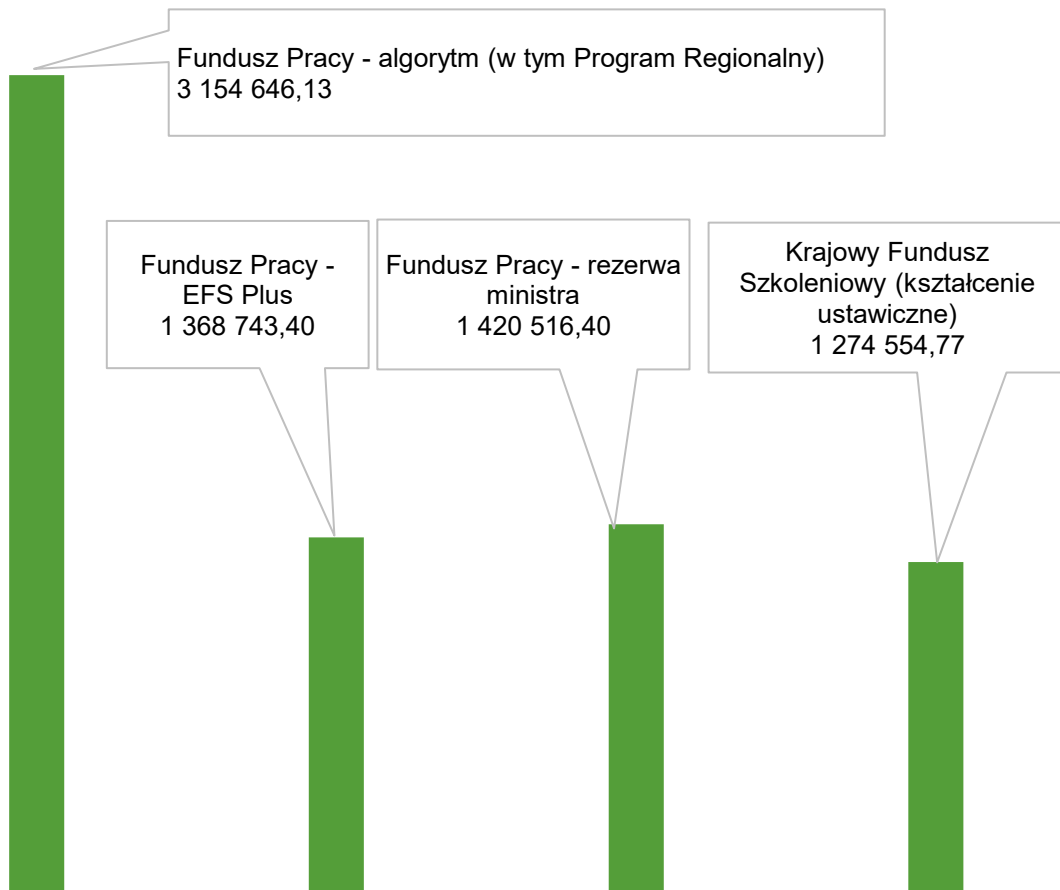 Fundusz Pracy - algorytm (w tym Program Regionalny)
3 154 646,13
Fundusz Pracy -
EFS Plus
1 368 743,40
Fundusz Pracy - rezerwa
ministra
1 420 516,40
Krajowy Fundusz
Szkoleniowy (kształcenie
ustawiczne)
1 274 554,77